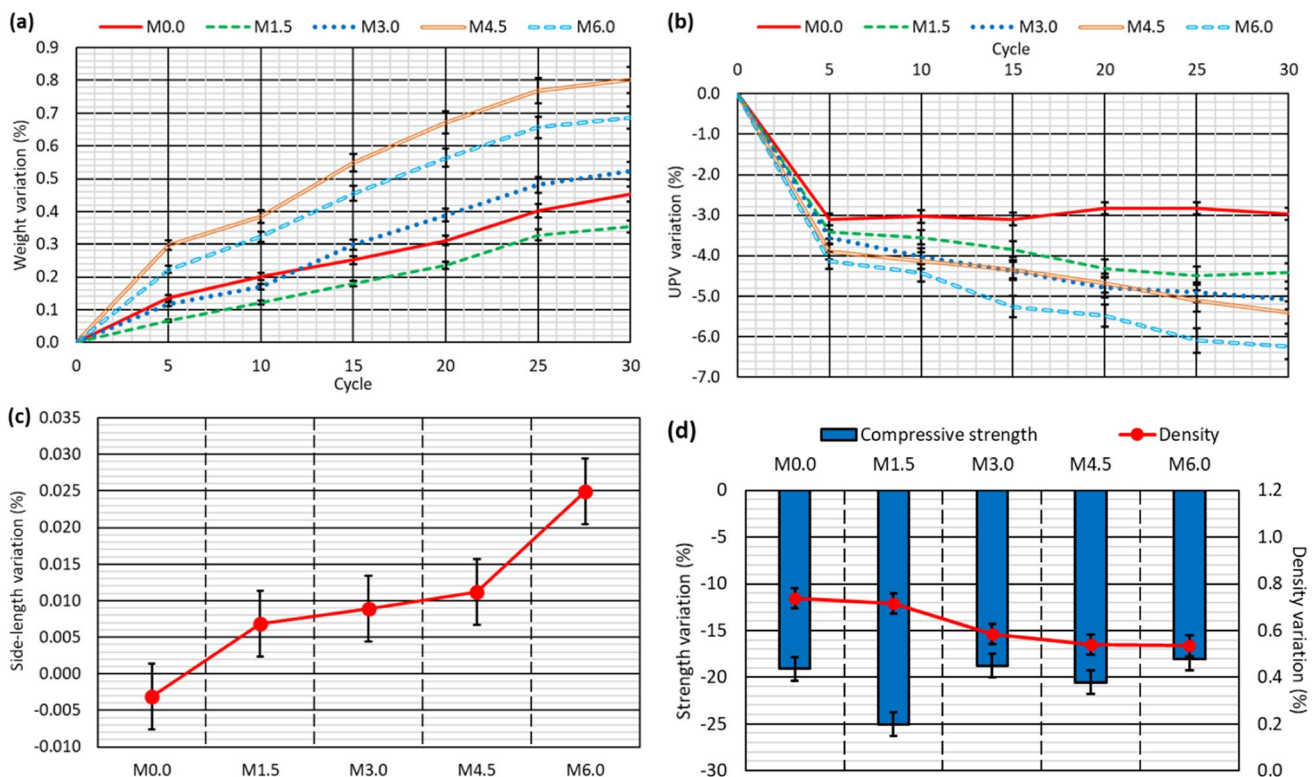 (a)
M0.0 M1.5 M3.0 M4.5 M6.0
Weight variation (%)
0.9
0.8
0.7
0.6
0.5
0.4
0.3
0.2
0.1
0.0
0 5 10 15 20 25 30
Cycle
(b)
M0.0 M1.5 M3.0 M4.5 M6.0
Cycle
0 5 10 15 20 25 30
UPV variation (%)
0.0
-1.0
-2.0
-3.0
-4.0
-5.0
-6.0
-7.0
(c)
Side-length variation (%)
0.035
0.030
0.025
0.020
0.015
0.010
0.005
0.000
-0.005
-0.010
M0.0 M1.5 M3.0 M4.5 M6.0
(d)
Compressive strength Density
M0.0 M1.5 M3.0 M4.5 M6.0
Strength variation (%)
0
-5
-10
-15
-20
-25
-30
1.2
1.0
0.8
0.6
0.4
0.2
0.0
Density variation (%)